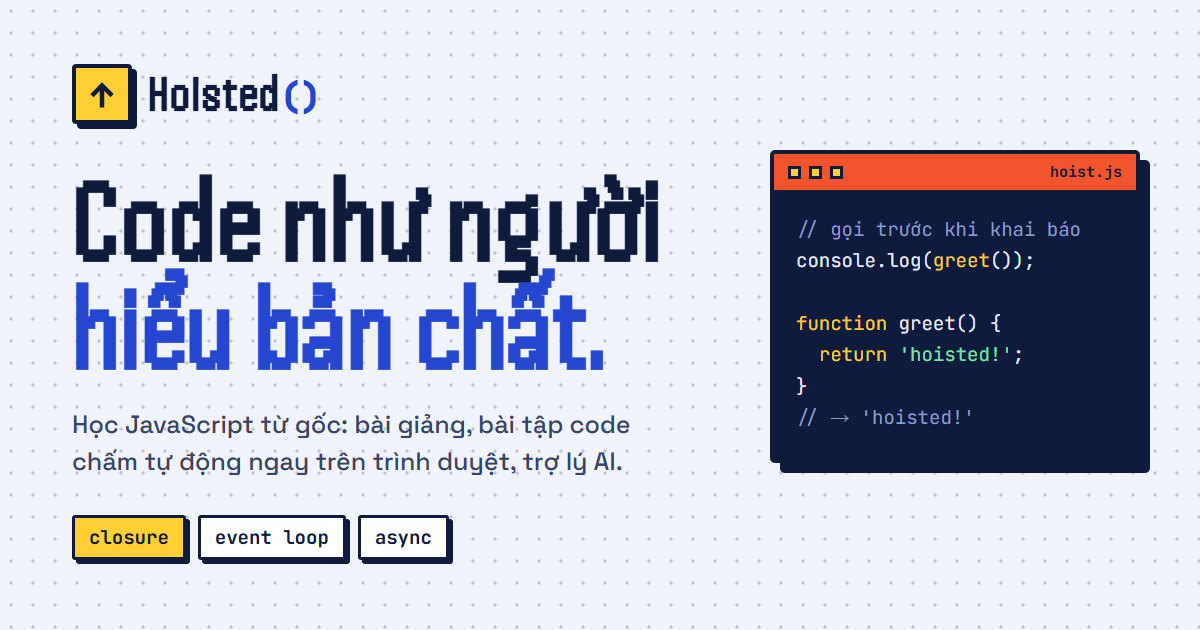 Hoisted()
Code như người
hiểu bản chất.
Học JavaScript từ gốc: bài giảng, bài tập code
chấm tự động ngay trên trình duyệt, trợ lý AI.
closure
event loop
async
hoist.js
// gọi trước khi khai báo
console.log(greet());
function greet() {
return 'hoisted!';
}
// → 'hoisted!'